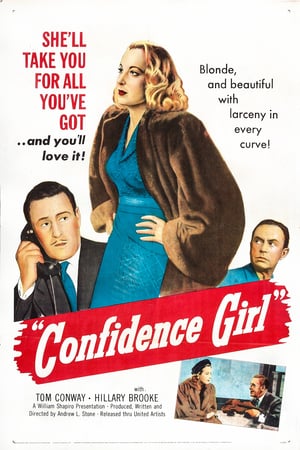 SHE'LL
TAKE YOU
FOR ALL
YOU'VE
GOT
..and you'll
love it!
Blonde,
and beautiful
with
larceny in
every
curve!
"Confidence Girl"
with:
TOM CONWAY • HILLARY BROOKE
A William Shapiro Presentation - Produced, Written and
Directed by Andrew L. Stone - Released thru United Artists